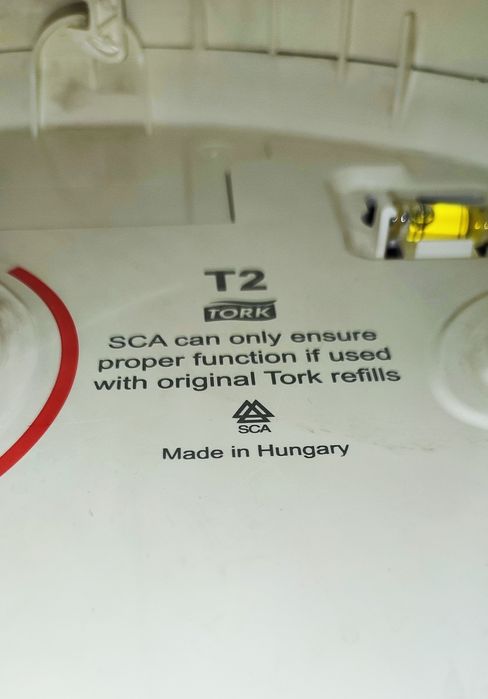 T2
TORK
SCA can only ensure
proper function if used
with original Tork refills
SCA
Made in Hungary